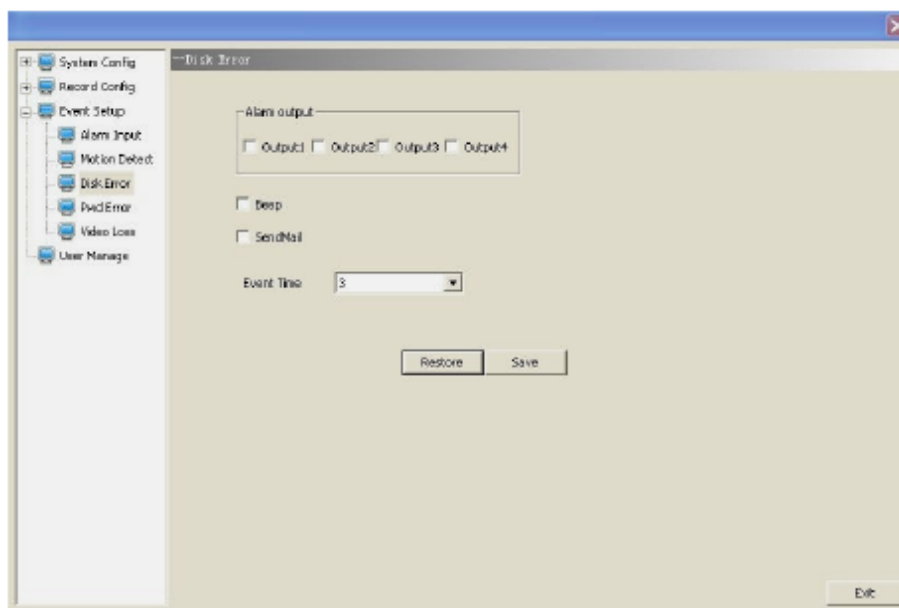 System Config
Record Config
Event Setup
Alarm Input
Motion Detect
Disk Error
Pwd Error
Video Loss
User Manage
Disk Error
Alarm output
Output1 Output2 Output3 Output4
Beep
SendMail
Event Time 3
Restore Save
Exit